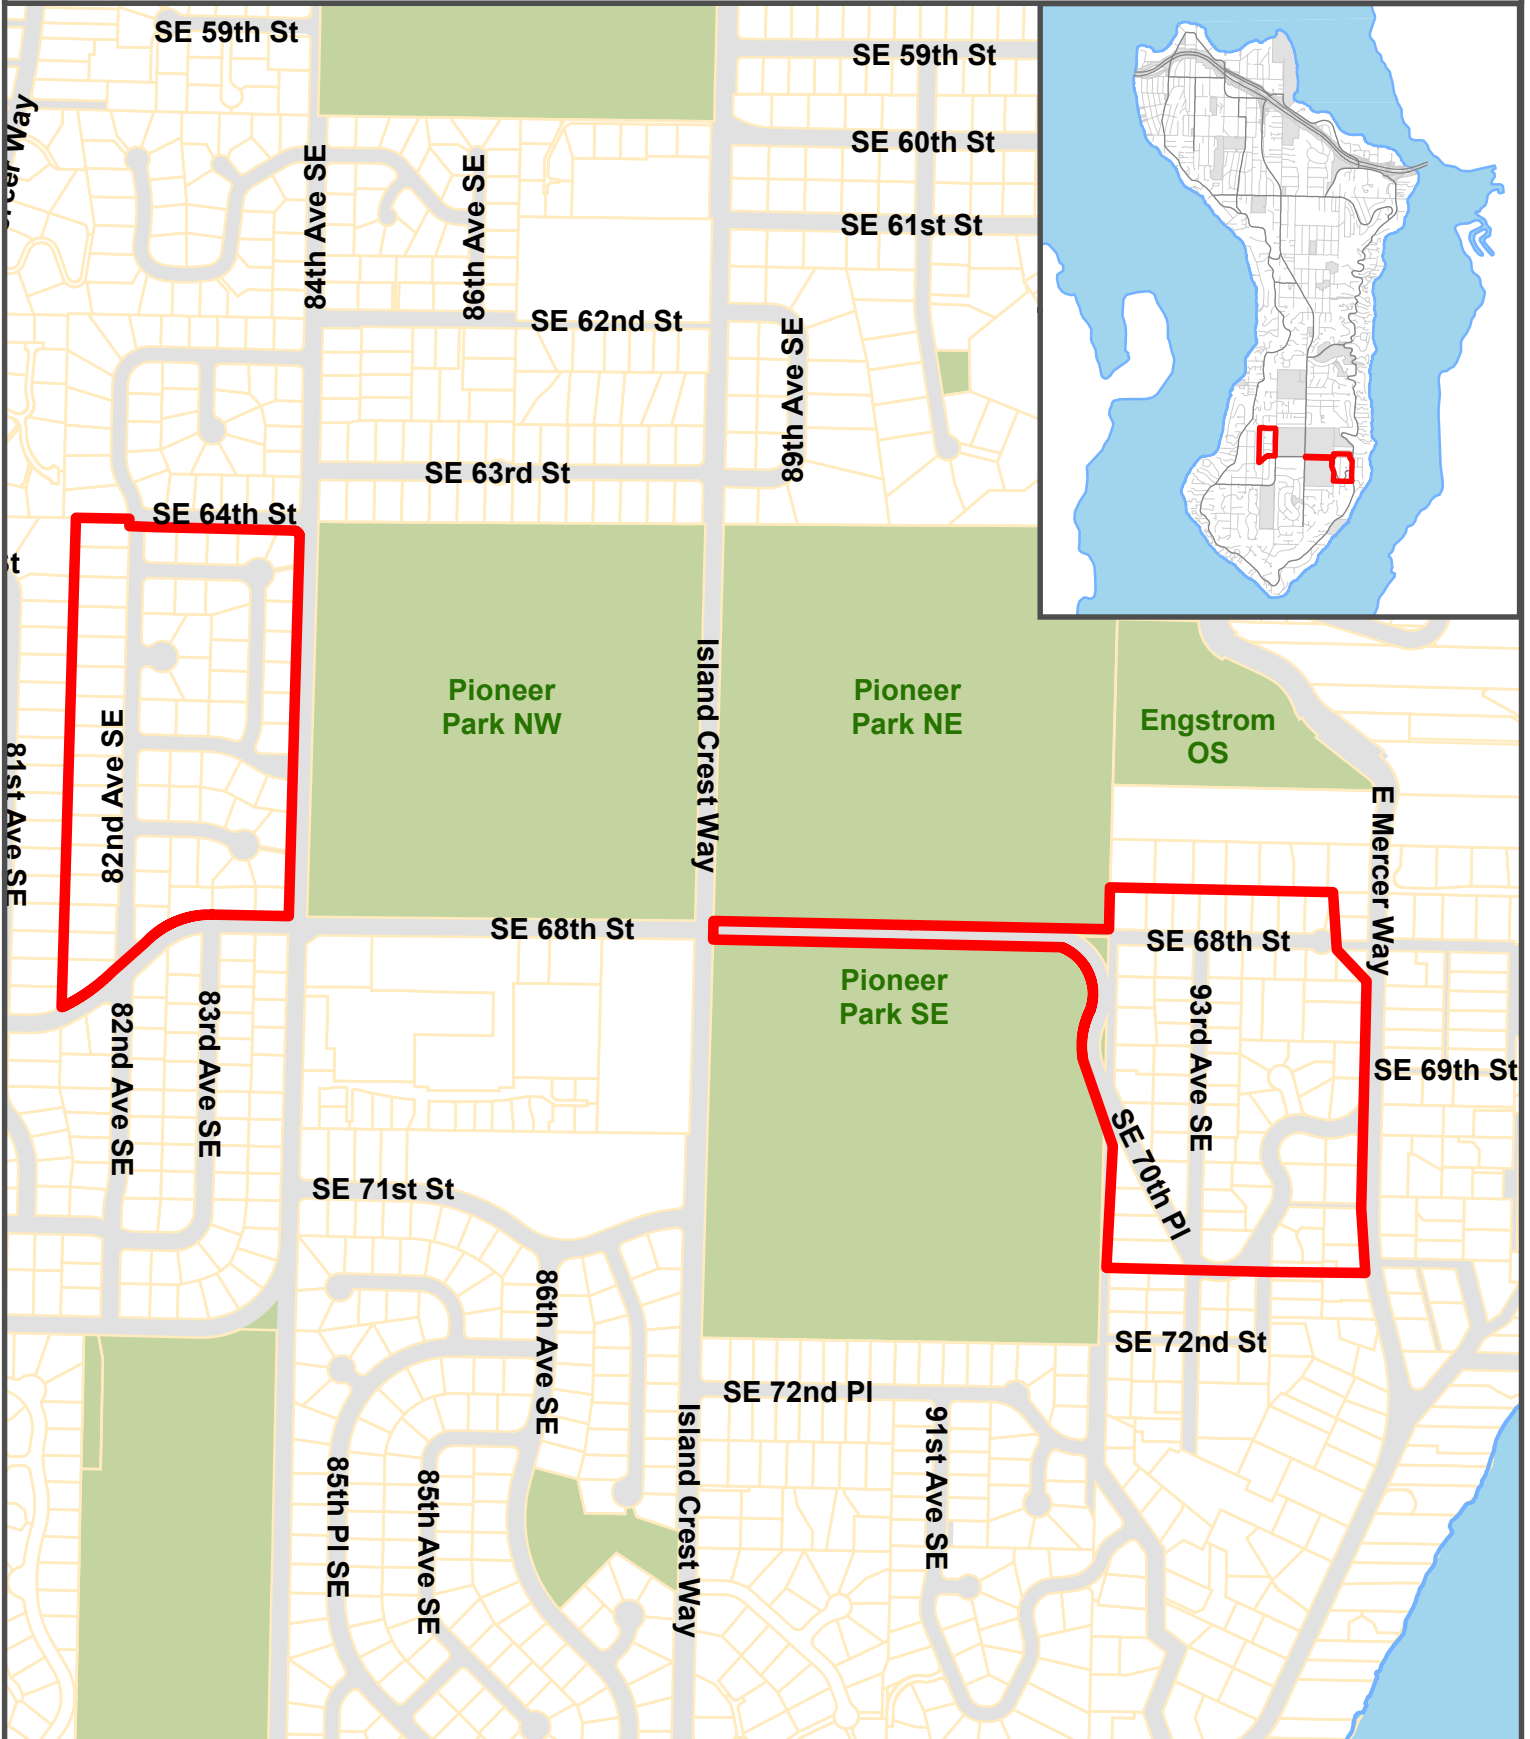 SE 59th St
SE 59th St
SE 60th St
84th Ave SE
86th Ave SE
SE 61st St
SE 62nd St
89th Ave SE
SE 63rd St
SE 64th St
Island Crest Way
Pioneer
Park NW
Pioneer
Park NE
Engstrom
OS
82nd Ave SE
81st Ave SE
E Mercer Way
SE 68th St
SE 68th St
Pioneer
Park SE
82nd Ave SE
83rd Ave SE
93rd Ave SE
SE 69th St
SE 70th Pl
SE 71st St
86th Ave SE
SE 72nd St
SE 72nd Pl
Island Crest Way
91st Ave SE
85th Pl SE
85th Ave SE